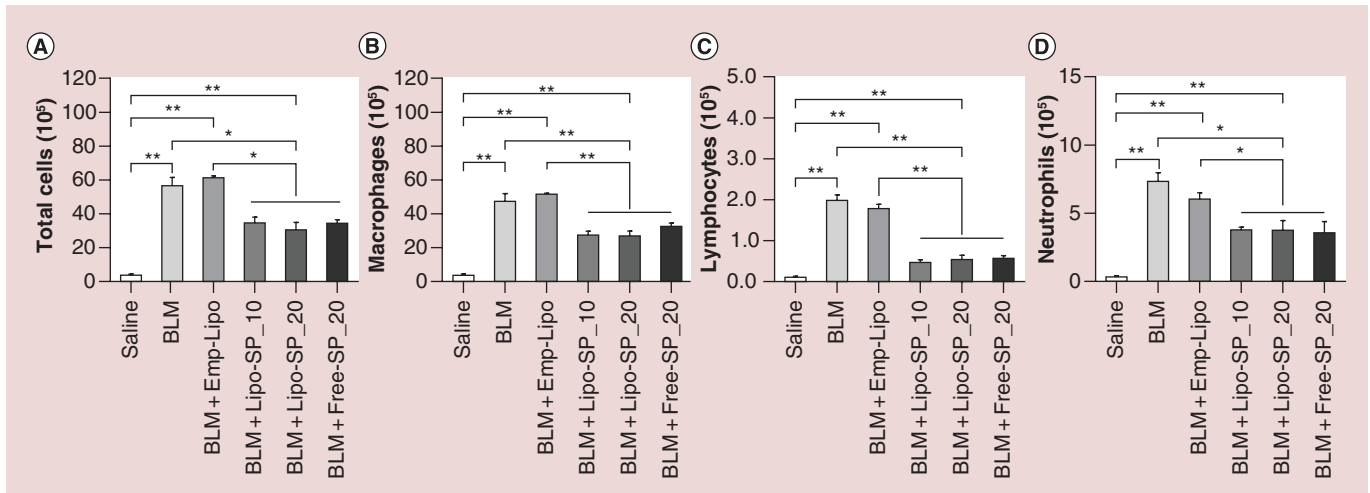 A
Total cells (10⁵)
120
100
80
60
40
20
0
**
**
*
**
*
Saline
BLM
BLM + Emp-Lipo
BLM + Lipo-SP_10
BLM + Lipo-SP_20
BLM + Free-SP_20
B
Macrophages (10⁵)
120
100
80
60
40
20
0
**
**
**
**
**
Saline
BLM
BLM + Emp-Lipo
BLM + Lipo-SP_10
BLM + Lipo-SP_20
BLM + Free-SP_20
C
Lymphocytes (10⁵)
5.0
4.0
3.0
2.0
1.0
0.0
**
**
**
**
**
Saline
BLM
BLM + Emp-Lipo
BLM + Lipo-SP_10
BLM + Lipo-SP_20
BLM + Free-SP_20
D
Neutrophils (10⁵)
15
10
5
0
**
**
*
**
*
Saline
BLM
BLM + Emp-Lipo
BLM + Lipo-SP_10
BLM + Lipo-SP_20
BLM + Free-SP_20